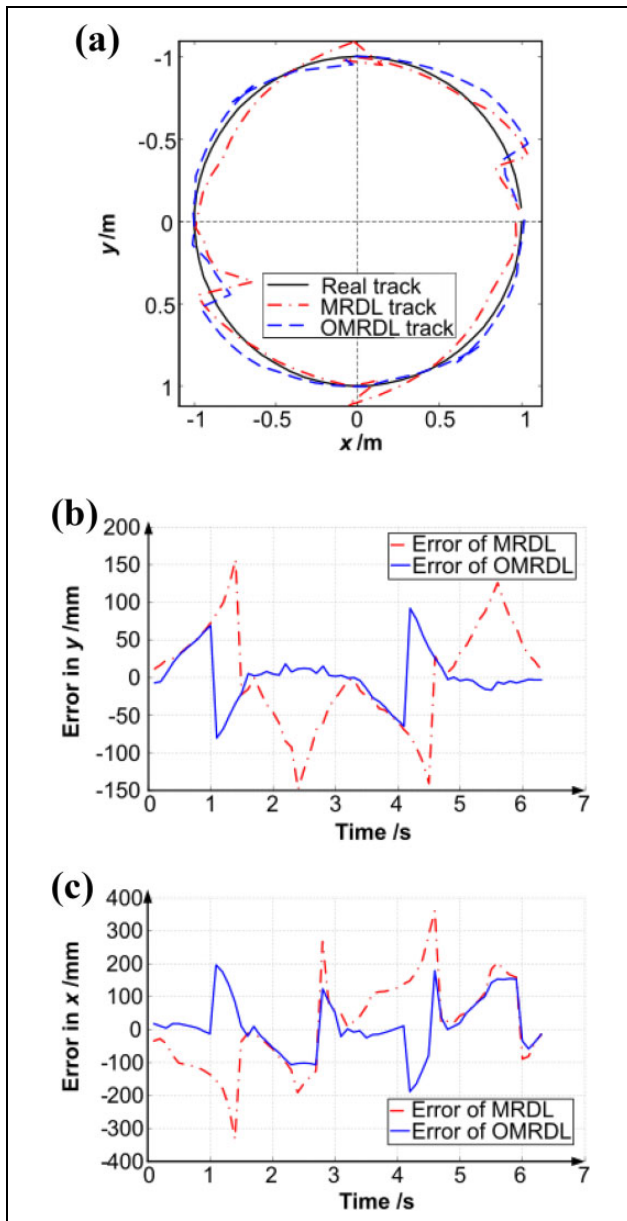 (a)
-1
-0.5
0
0.5
1
y /m
Real track
MRDL track
OMRDL track
-1 -0.5 0 0.5 1
x /m
(b)
200
150
100
50
0
-50
-100
-150
Error in y /mm
Error of MRDL
Error of OMRDL
0 1 2 3 4 5 6 7
Time /s
(c)
400
300
200
100
0
-100
-200
-300
-400
Error in x /mm
Error of MRDL
Error of OMRDL
0 1 2 3 4 5 6 7
Time /s